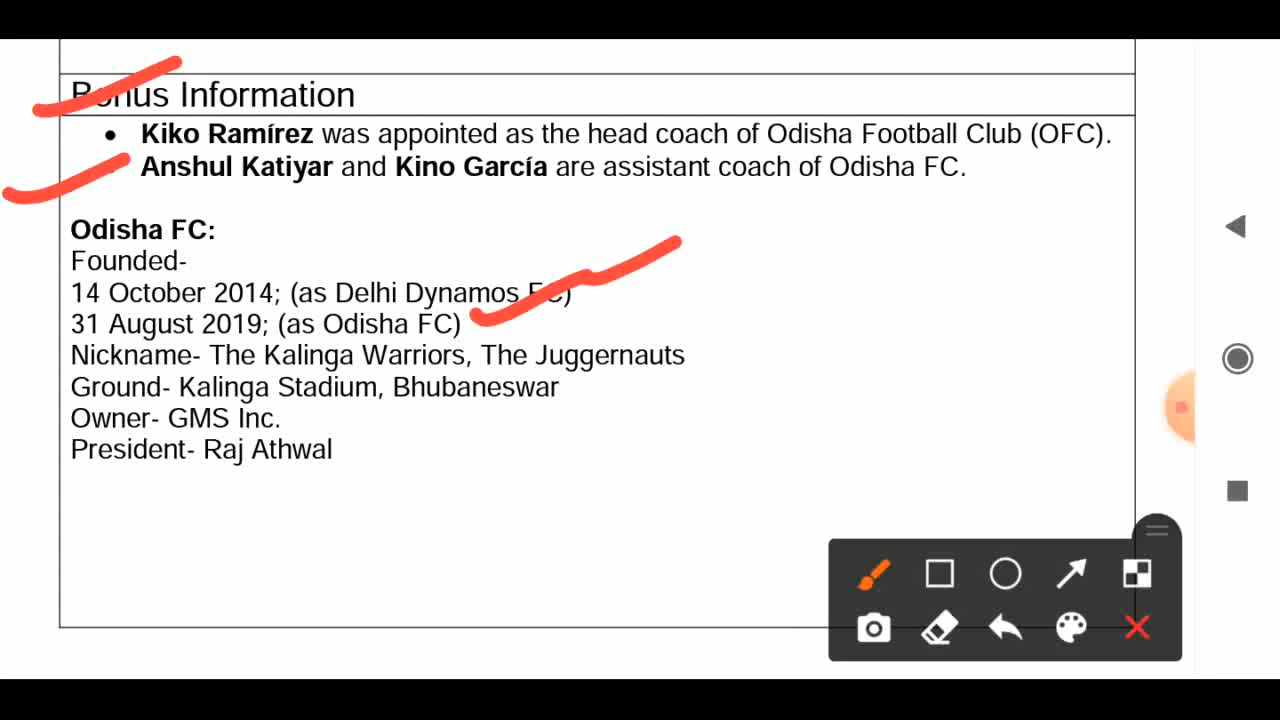 Bonus Information
• Kiko Ramírez was appointed as the head coach of Odisha Football Club (OFC).
Anshul Katiyar and Kino García are assistant coach of Odisha FC.
Odisha FC:
Founded-
14 October 2014; (as Delhi Dynamos FC)
31 August 2019; (as Odisha FC)
Nickname- The Kalinga Warriors, The Juggernauts
Ground- Kalinga Stadium, Bhubaneswar
Owner- GMS Inc.
President- Raj Athwal